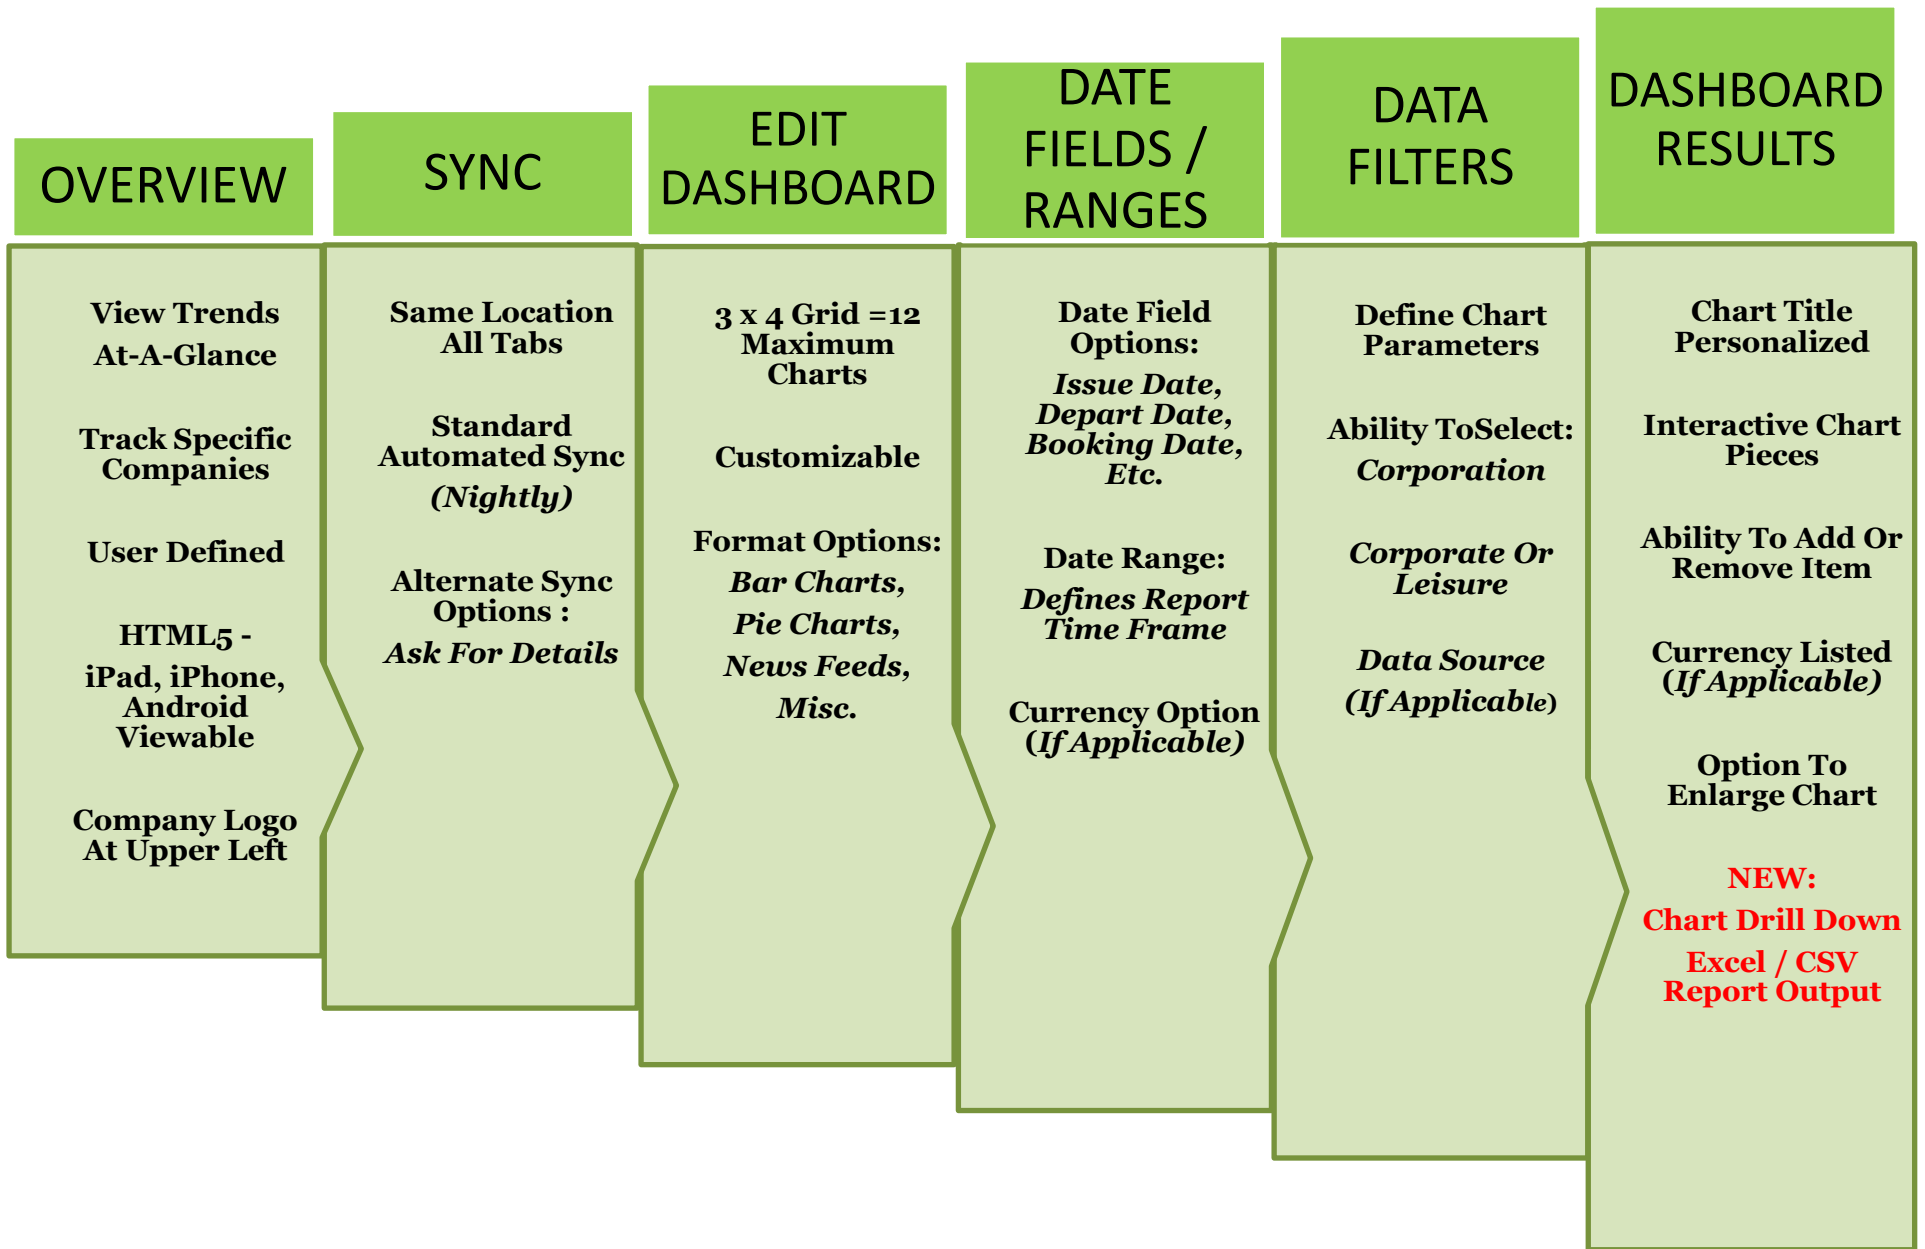 OVERVIEW
View Trends
At-A-Glance
Track Specific
Companies
User Defined
HTML5 -
iPad, iPhone,
Android
Viewable
Company Logo
At Upper Left
SYNC
Same Location
All Tabs
Standard
Automated Sync
(Nightly)
Alternate Sync
Options :
Ask For Details
EDIT
DASHBOARD
3 x 4 Grid =12
Maximum
Charts
Customizable
Format Options:
Bar Charts,
Pie Charts,
News Feeds,
Misc.
DATE
FIELDS /
RANGES
Date Field
Options:
Issue Date,
Depart Date,
Booking Date,
Etc.
Date Range:
Defines Report
Time Frame
Currency Option
(If Applicable)
DATA
FILTERS
Define Chart
Parameters
Ability ToSelect:
Corporation
Corporate Or
Leisure
Data Source
(If Applicable)
DASHBOARD
RESULTS
Chart Title
Personalized
Interactive Chart
Pieces
Ability To Add Or
Remove Item
Currency Listed
(If Applicable)
Option To
Enlarge Chart
NEW:
Chart Drill Down
Excel / CSV
Report Output